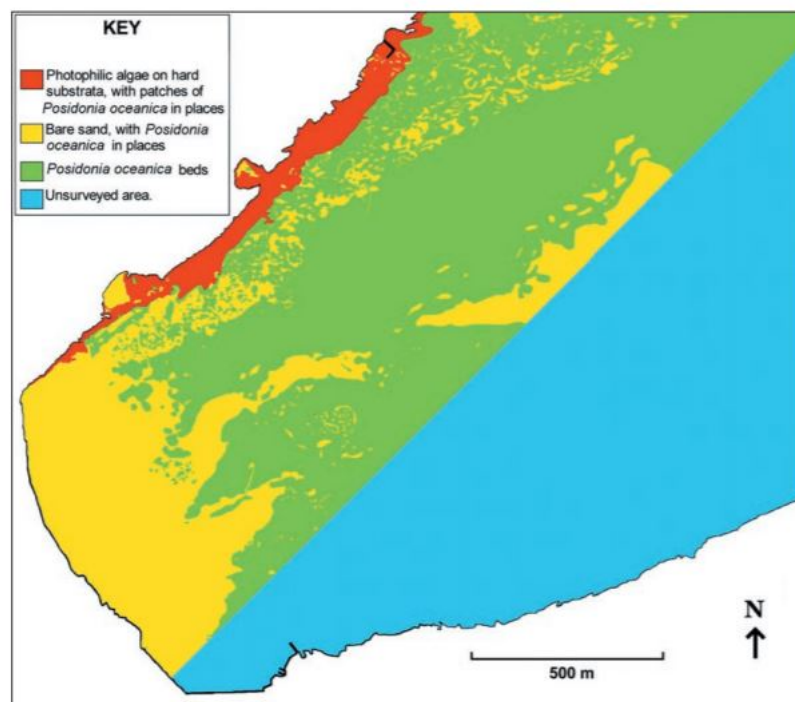 KEY
Photophilic algae on hard
substrata, with patches of
Posidonia oceanica in places
Bare sand, with Posidonia
oceanica in places
Posidonia oceanica beds
Unsurveyed area.
N
500 m